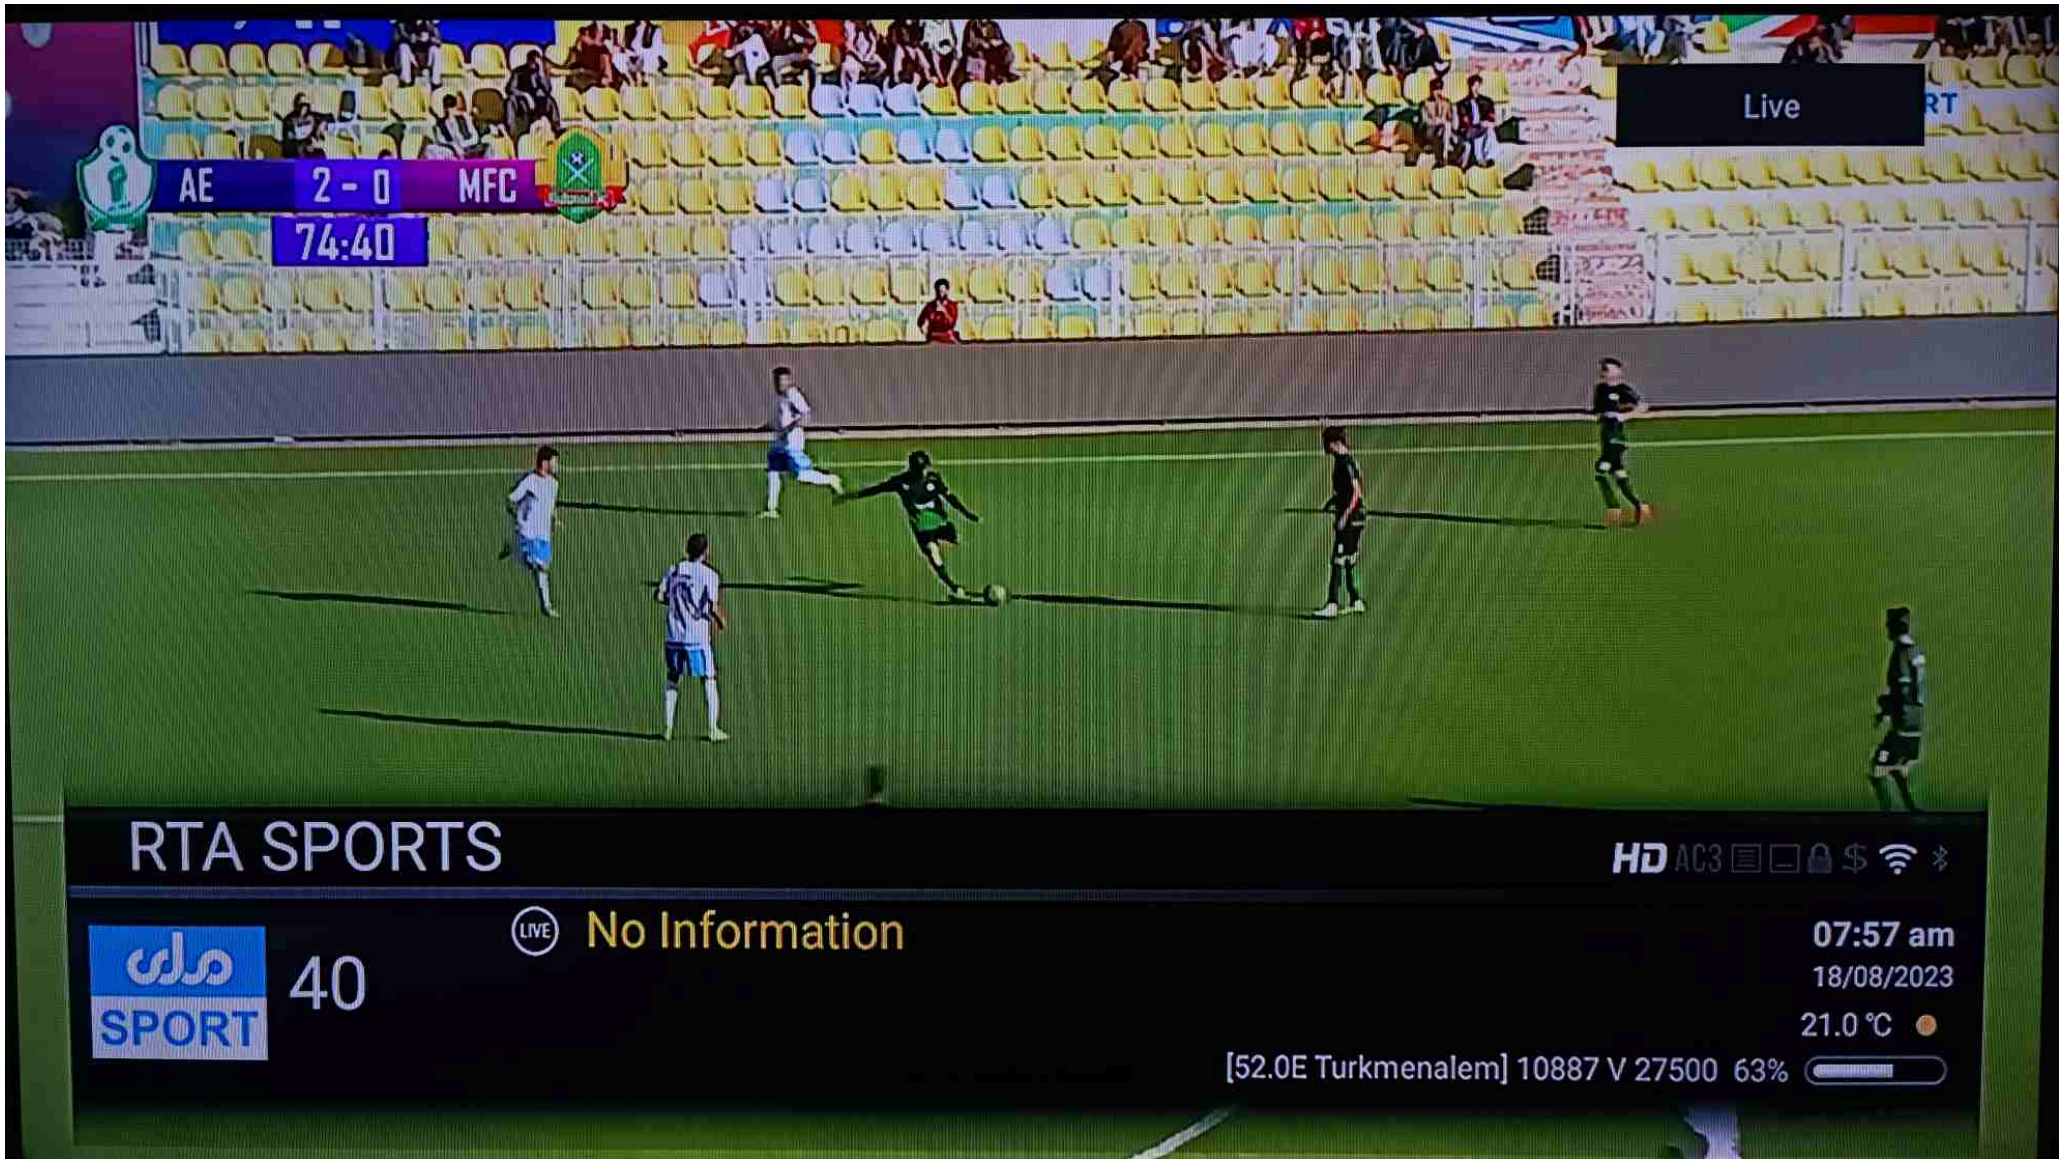 Live
RT
AE 2 - 0 MFC
74:40
RTA SPORTS
HD AC3 $
LIVE No Information
07:57 am
ملی
SPORT
40
18/08/2023
21.0 °C
[52.0E Turkmenalem] 10887 V 27500 63%